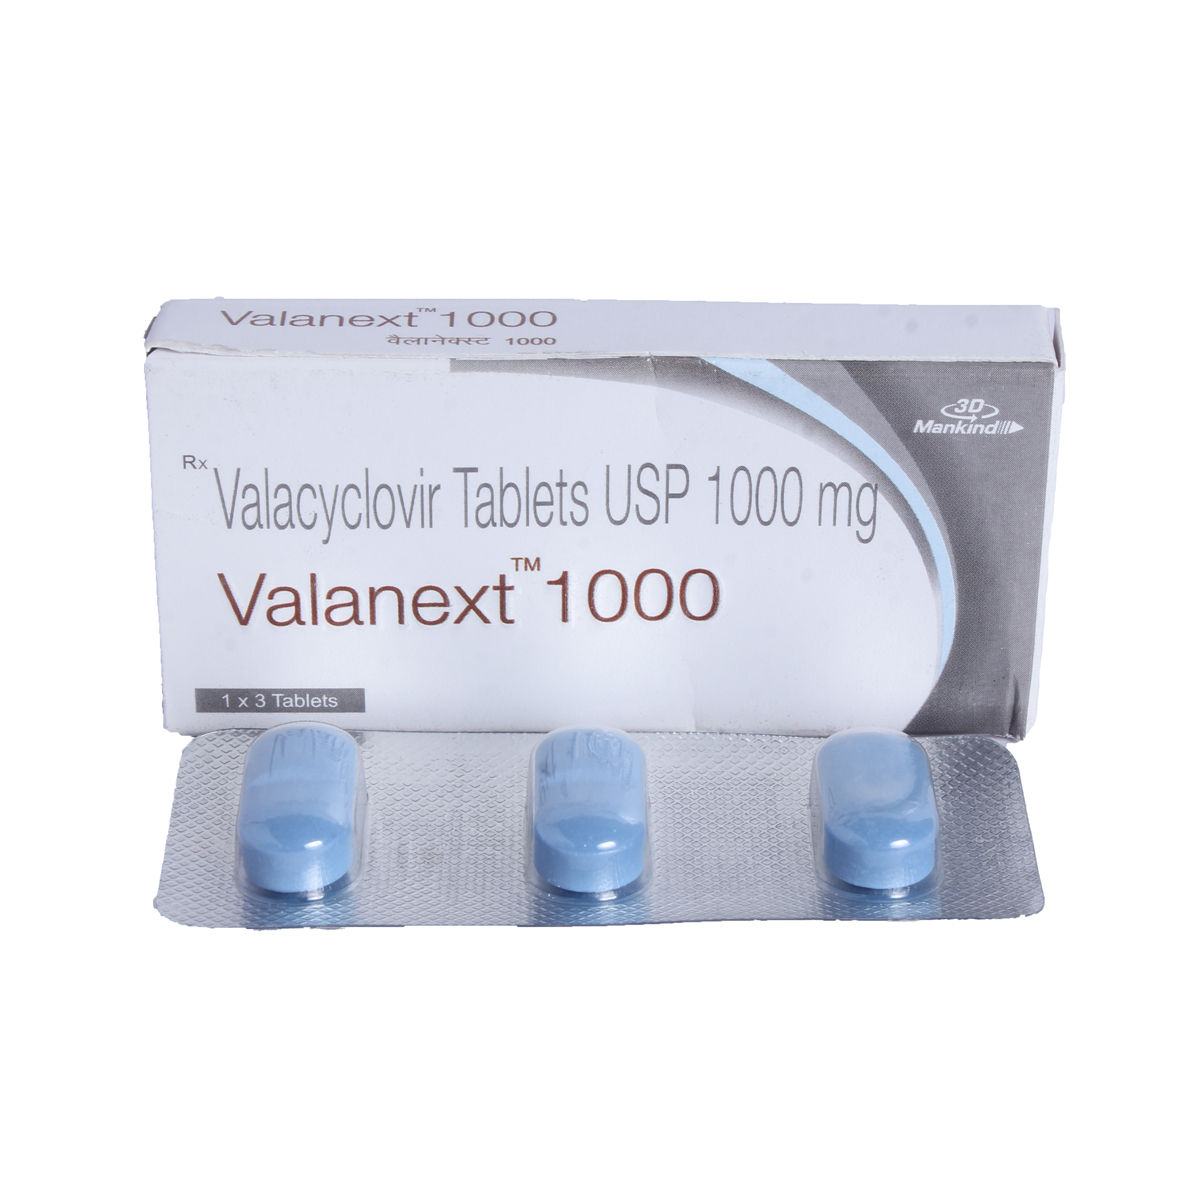 Valanext™ 1000
वैलानेक्स्ट 1000
3D
Mankind
Rx
Valacyclovir Tablets USP 1000 mg
Valanext™ 1000
1 x 3 Tablets